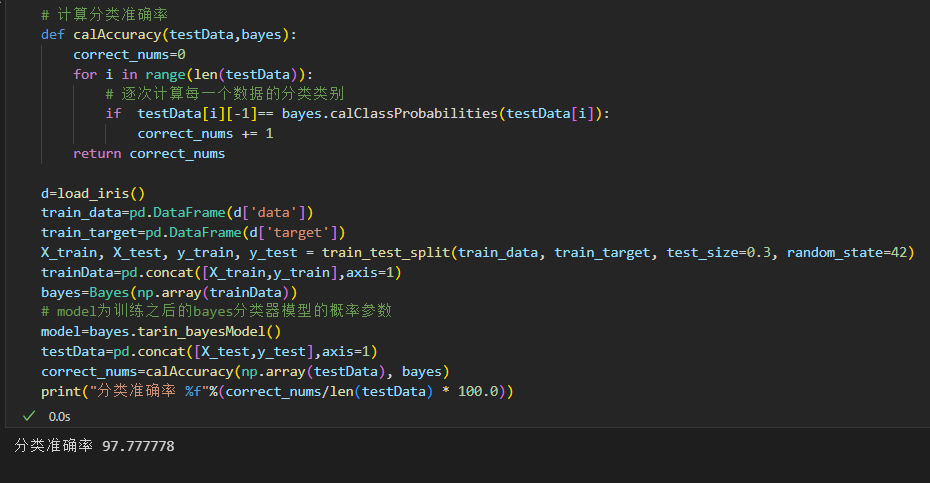 # 计算分类准确率
def calAccuracy(testData,bayes):
    correct_nums=0
    for i in range(len(testData)):
        # 逐次计算每一个数据的分类类别
        if  testData[i][-1]== bayes.calClassProbabilities(testData[i]):
            correct_nums += 1
    return correct_nums

d=load_iris()
train_data=pd.DataFrame(d['data'])
train_target=pd.DataFrame(d['target'])
X_train, X_test, y_train, y_test = train_test_split(train_data, train_target, test_size=0.3, random_state=42)
trainData=pd.concat([X_train,y_train],axis=1)
bayes=Bayes(np.array(trainData))
# model为训练之后的bayes分类器模型的概率参数
model=bayes.tarin_bayesModel()
testData=pd.concat([X_test,y_test],axis=1)
correct_nums=calAccuracy(np.array(testData), bayes)
print("分类准确率 %f"%(correct_nums/len(testData) * 100.0))
0.0s
分类准确率 97.777778